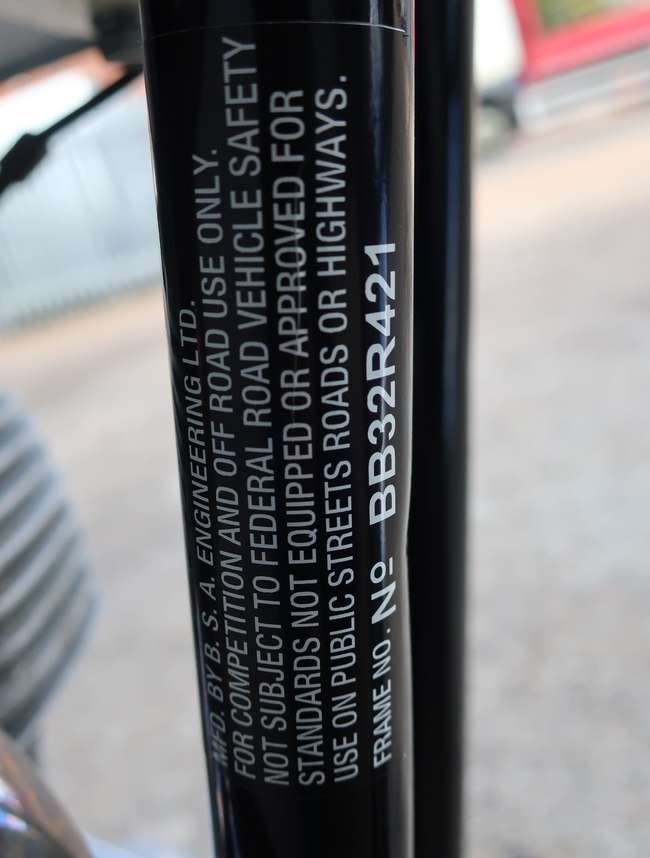 MFD. BY B. S. A. ENGINEERING LTD.
FOR COMPETITION AND OFF ROAD USE ONLY.
NOT SUBJECT TO FEDERAL ROAD VEHICLE SAFETY
STANDARDS NOT EQUIPPED OR APPROVED FOR
USE ON PUBLIC STREETS ROADS OR HIGHWAYS.
FRAME NO. Nº BB32R421